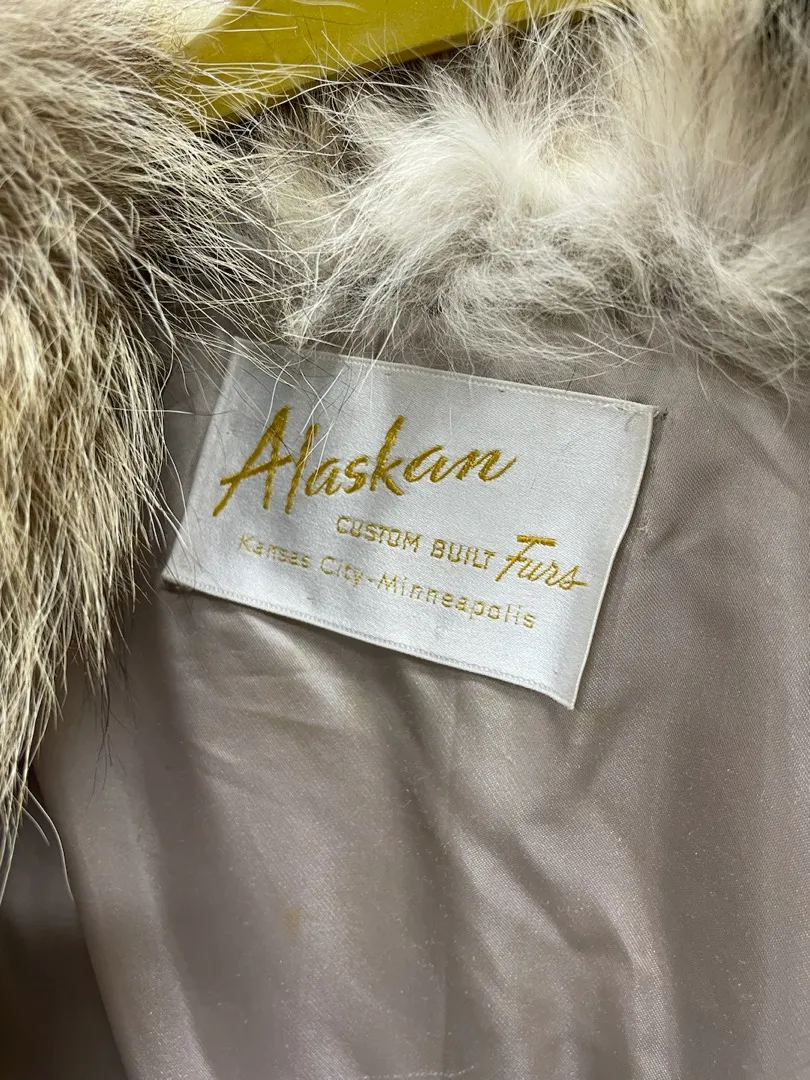 Alaskan
CUSTOM BUILT Furs
Kansas City-Minneapolis